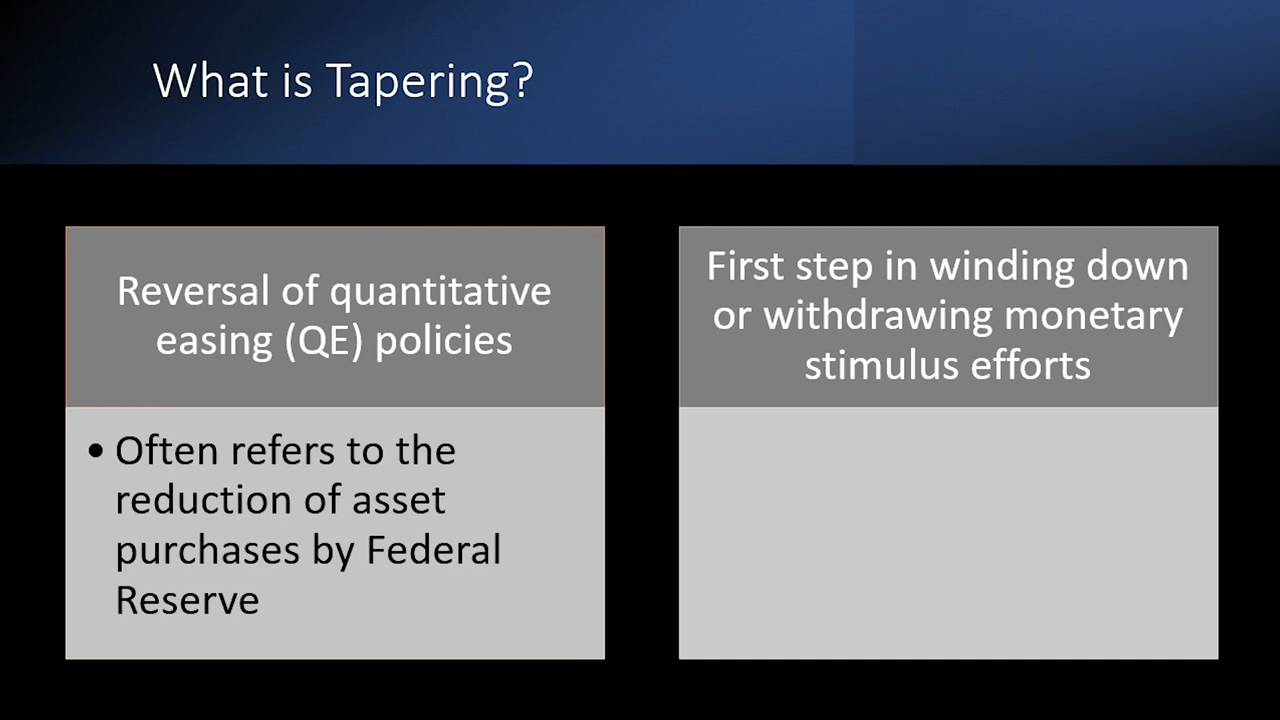 What is Tapering?
Reversal of quantitative
easing (QE) policies
• Often refers to the
reduction of asset
purchases by Federal
Reserve
First step in winding down
or withdrawing monetary
stimulus efforts